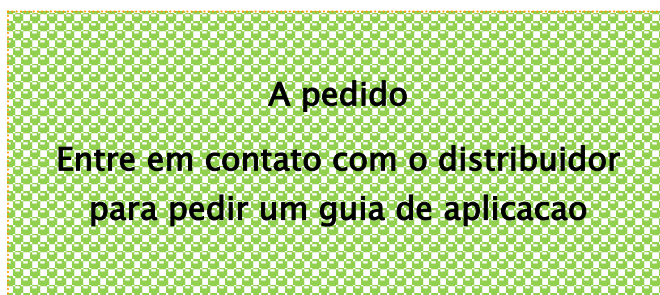 A pedido
Entre em contato com o distribuidor
para pedir um guia de aplicacao